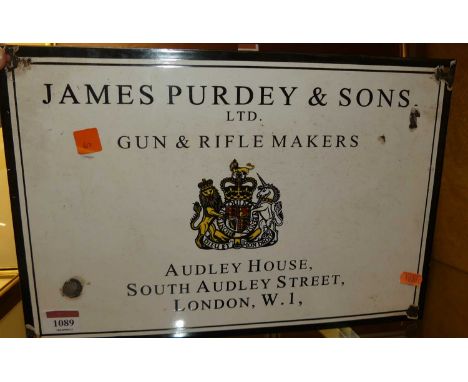 JAMES PURDEY & SONS
LTD.
GUN & RIFLE MAKERS
AUDLEY HOUSE,
SOUTH AUDLEY STREET,
LONDON, W.1,
1089